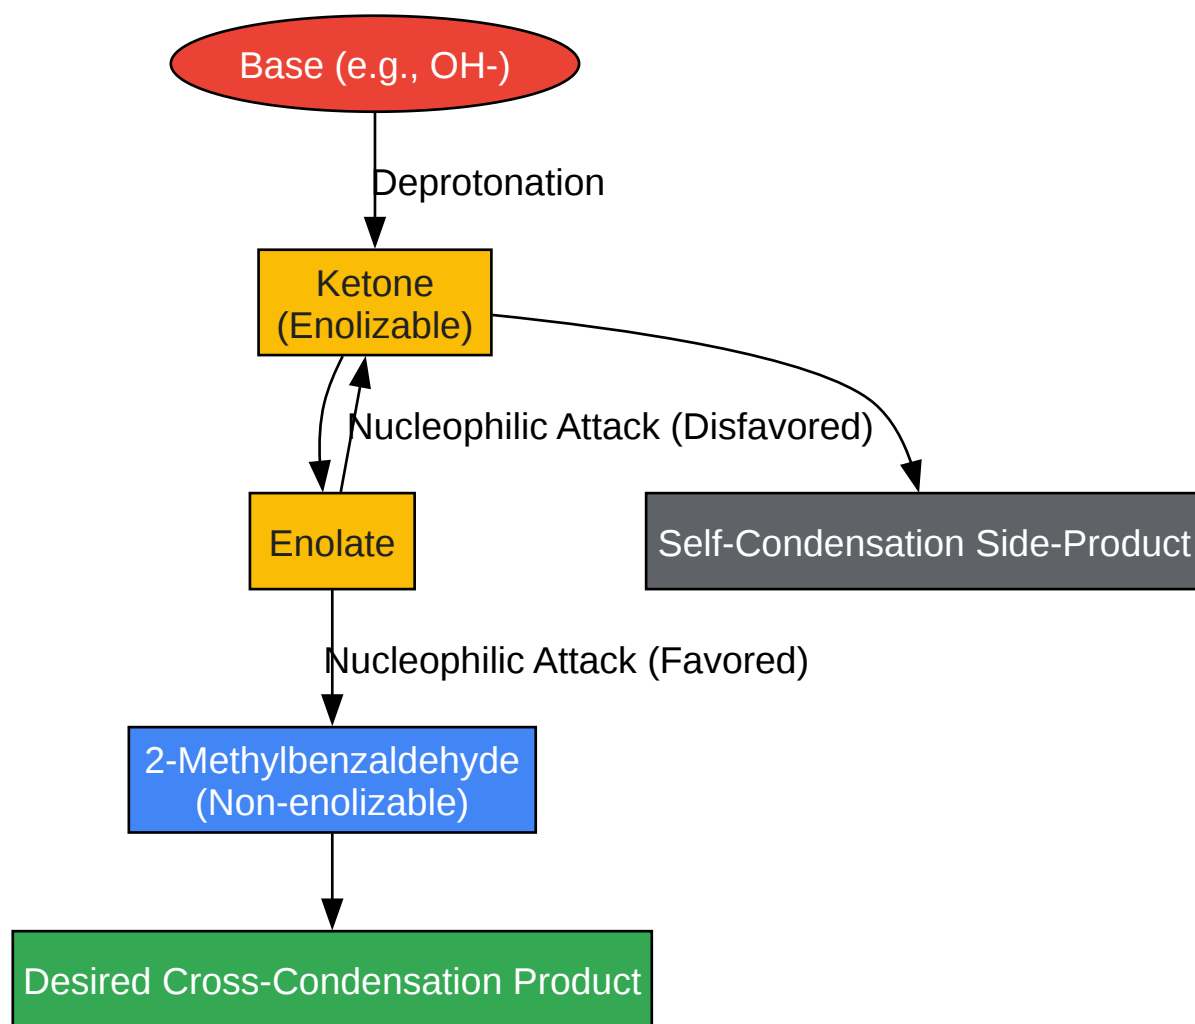 Base (e.g., OH-)
Deprotonation
Ketone
(Enolizable)
Nucleophilic Attack (Disfavored)
Enolate
Self-Condensation Side-Product
Nucleophilic Attack (Favored)
2-Methylbenzaldehyde
(Non-enolizable)
Desired Cross-Condensation Product